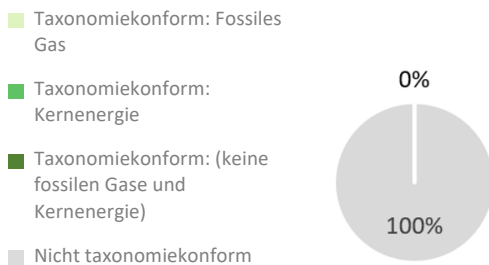 Taxonomiekonform: Fossiles
Gas
Taxonomiekonform:
Kernenergie
Taxonomiekonform: (keine
fossilen Gase und
Kernenergie)
Nicht taxonomiekonform
0%
100%